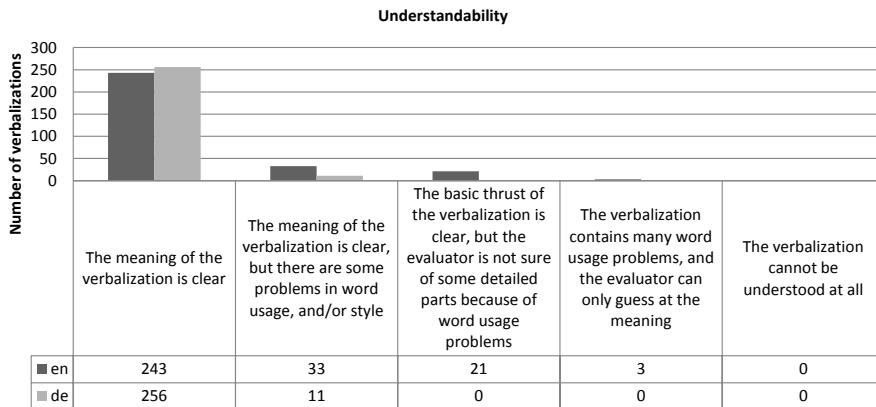 Understandability
Number of verbalizations
300
250
200
150
100
50
0
The meaning of the
verbalization is clear
The meaning of the
verbalization is clear,
but there are some
problems in word
usage, and/or style
The basic thrust of
the verbalization is
clear, but the
evaluator is not sure
of some detailed
parts because of
word usage
problems
The verbalization
contains many word
usage problems, and
the evaluator can
only guess at the
meaning
The verbalization
cannot be
understood at all
en 243 33 21 3 0
de 256 11 0 0 0